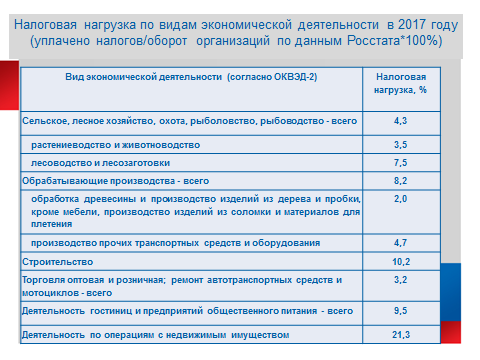 Налоговая нагрузка по видам экономической деятельности в 2017 году
(уплачено налогов/оборот организаций по данным Росстата*100%)
Вид экономической деятельности (согласно ОКВЭД-2)
Налоговая
нагрузка, %
Сельское, лесное хозяйство, охота, рыболовство, рыбоводство - всего 4,3
растениеводство и животноводство 3,5
лесоводство и лесозаготовки 7,5
Обрабатывающие производства - всего 8,2
обработка древесины и производство изделий из дерева и пробки, 2,0
кроме мебели, производство изделий из соломки и материалов для
плетения
производство прочих транспортных средств и оборудования 4,7
Строительство 10,2
Торговля оптовая и розничная; ремонт автотранспортных средств и 3,2
мотоциклов - всего
Деятельность гостиниц и предприятий общественного питания - всего 9,5
Деятельность по операциям с недвижимым имуществом 21,3